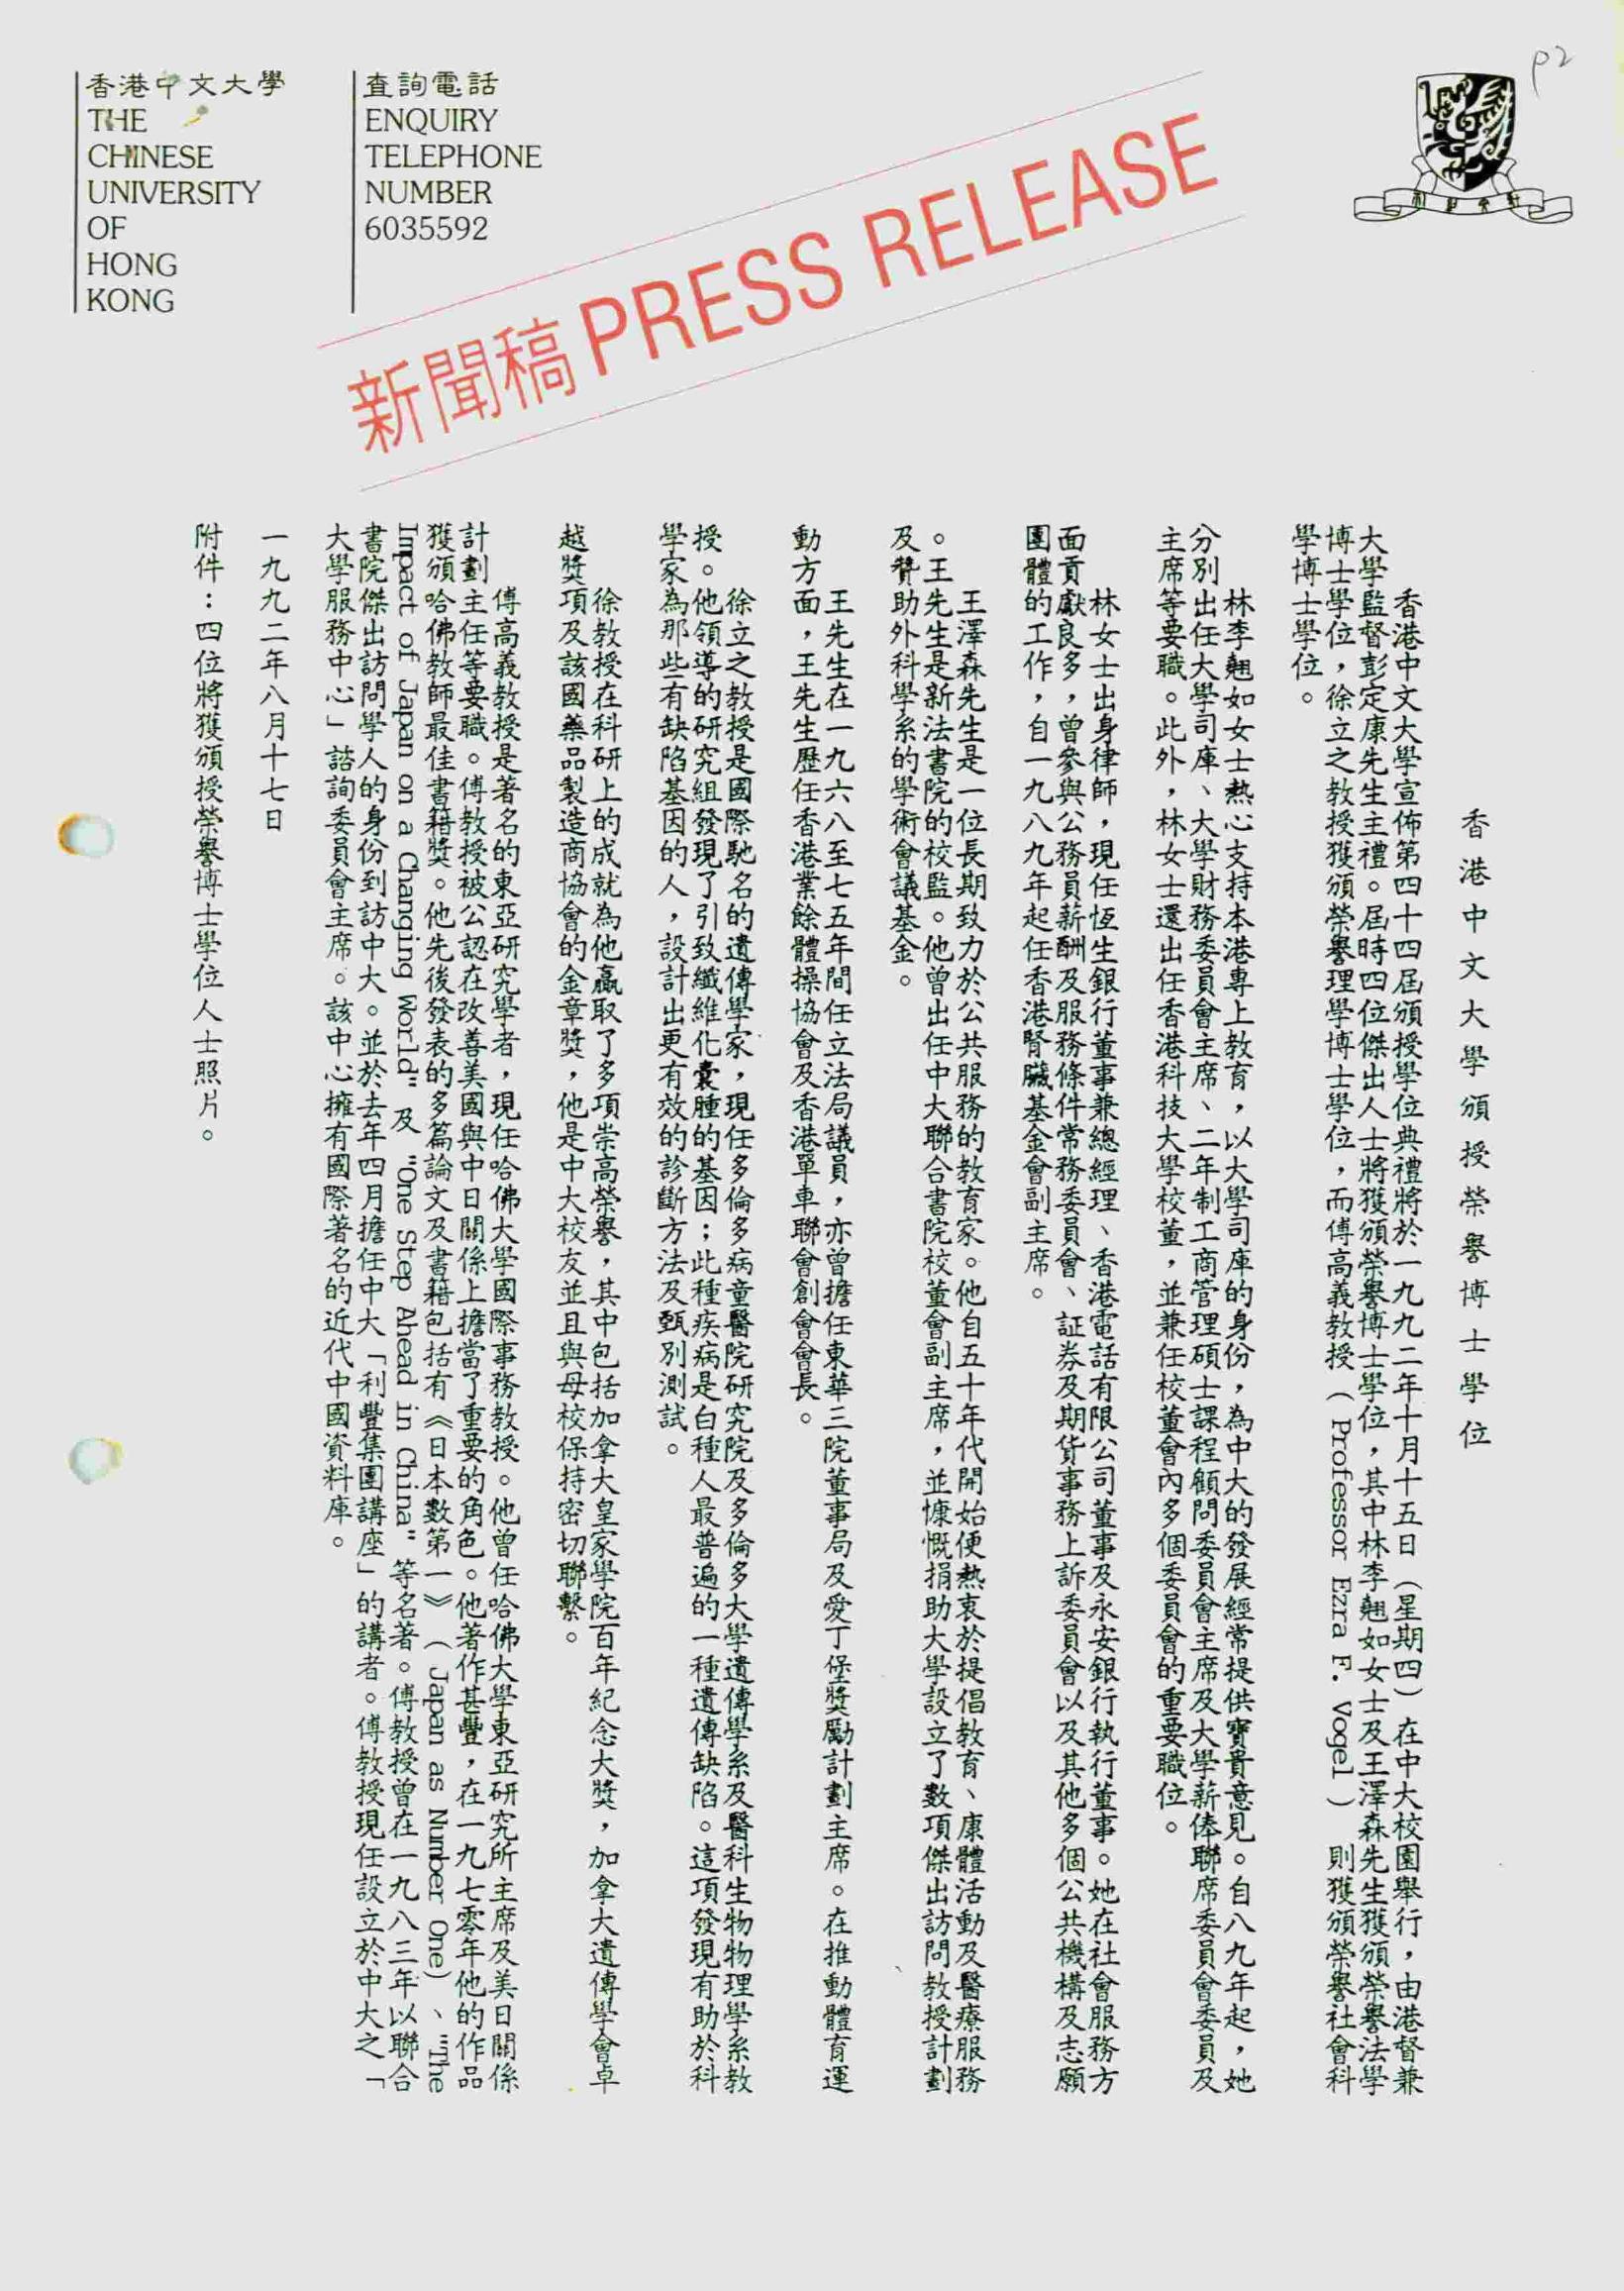 香港中文大學
THE
CHINESE
UNIVERSITY
OF
HONG
KONG
查詢電話
ENQUIRY
TELEPHONE
NUMBER
6035592
p2
新聞稿 PRESS RELEASE
香港中文大學頒授榮譽博士學位
香港中文大學宣佈第四十四屆頒授學位典禮將於一九九二年十月十五日（星期四）在中大校園舉行，由港督兼
大學監督彭定康先生主禮。屆時四位傑出人士將獲頒榮譽博士學位，其中林李翹如女士及王澤森先生獲頒榮譽法學
博士學位，徐立之教授獲頒榮譽理學博士學位，而傅高義教授（Professor Ezra F. Vogel）則獲頒榮譽社會科
學博士學位。
林李翹如女士熱心支持本港專上教育，以大學司庫的身份，為中大的發展經常提供寶貴意見。自八九年起，她
分別出任大學司庫、大學財務委員會主席、二年制工商管理碩士課程顧問委員會主席及大學薪俸聯席委員會委員及
主席等要職。此外，林女士還出任香港科技大學校董，並兼任校董會內多個委員會的重要職位。
林女士出身律師，現任恆生銀行董事兼總經理、香港電話有限公司董事及永安銀行執行董事。她在社會服務方
面貢獻良多，曾參與公務員薪酬及服務條件常務委員會、証券及期貨事務上訴委員會以及其他多個公共機構及志願
團體的工作，自一九八九年起任香港腎臟基金會副主席。
王澤森先生是一位長期致力於公共服務的教育家。他自五十年代開始便熱衷於提倡教育、康體活動及醫療服務
。王先生是新法書院的校監。他曾出任中大聯合書院校董會副主席，並慷慨捐助大學設立了數項傑出訪問教授計劃
及贊助外科學系的學術會議基金。
王先生在一九六八至七五年間任立法局議員，亦曾擔任東華三院董事局及愛丁堡獎勵計劃主席。在推動體育運
動方面，王先生歷任香港業餘體操協會及香港單車聯會創會會長。
徐立之教授是國際馳名的遺傳學家，現任多倫多病童醫院研究院及多倫多大學遺傳學系及醫科生物物理學系教
授。他領導的研究組發現了引致纖維化囊腫的基因；此種疾病是白種人最普遍的一種遺傳缺陷。這項發現有助於科
學家為那些有缺陷基因的人，設計出更有效的診斷方法及甄別測試。
徐教授在科研上的成就為他贏取了多項崇高榮譽，其中包括加拿大皇家學院百年紀念大獎，加拿大遺傳學會卓
越獎項及該國藥品製造商協會的金章獎，他是中大校友並且與母校保持密切聯繫。
傅高義教授是著名的東亞研究學者，現任哈佛大學國際事務教授。他曾任哈佛大學東亞研究所主席及美日關係
計劃主任等要職。傅教授被公認在改善美國與中日關係上擔當了重要的角色。他著作甚豐，在一九七零年他的作品
獲頒哈佛教師最佳書籍獎。他先後發表的多篇論文及書籍包括有《日本數第一》（Japan as Number One）、"The
Impact of Japan on a Changing World" 及 "One Step Ahead in China" 等名著。傅教授曾在一九八三年以聯合
書院傑出訪問學人的身份到訪中大。並於去年四月擔任中大「利豐集團講座」的講者。傅教授現任設立於中大之「
大學服務中心」諮詢委員會主席。該中心擁有國際著名的近代中國資料庫。
一九九二年八月十七日
附件：四位將獲頒授榮譽博士學位人士照片。